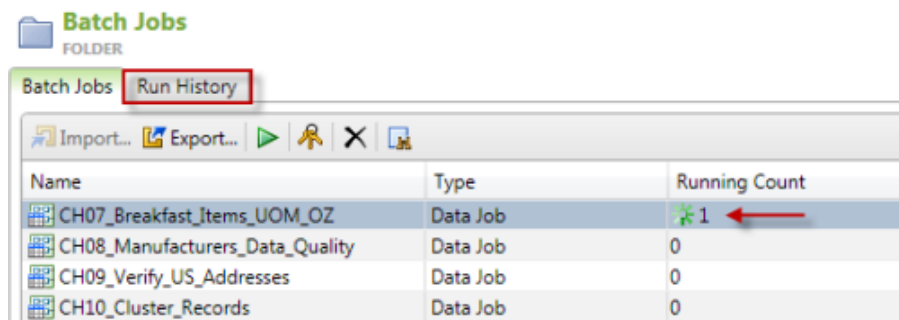 Batch Jobs
FOLDER
Batch Jobs Run History
Import... Export...
Name Type Running Count
CH07_Breakfast_Items_UOM_OZ Data Job 1
CH08_Manufacturers_Data_Quality Data Job 0
CH09_Verify_US_Addresses Data Job 0
CH10_Cluster_Records Data Job 0